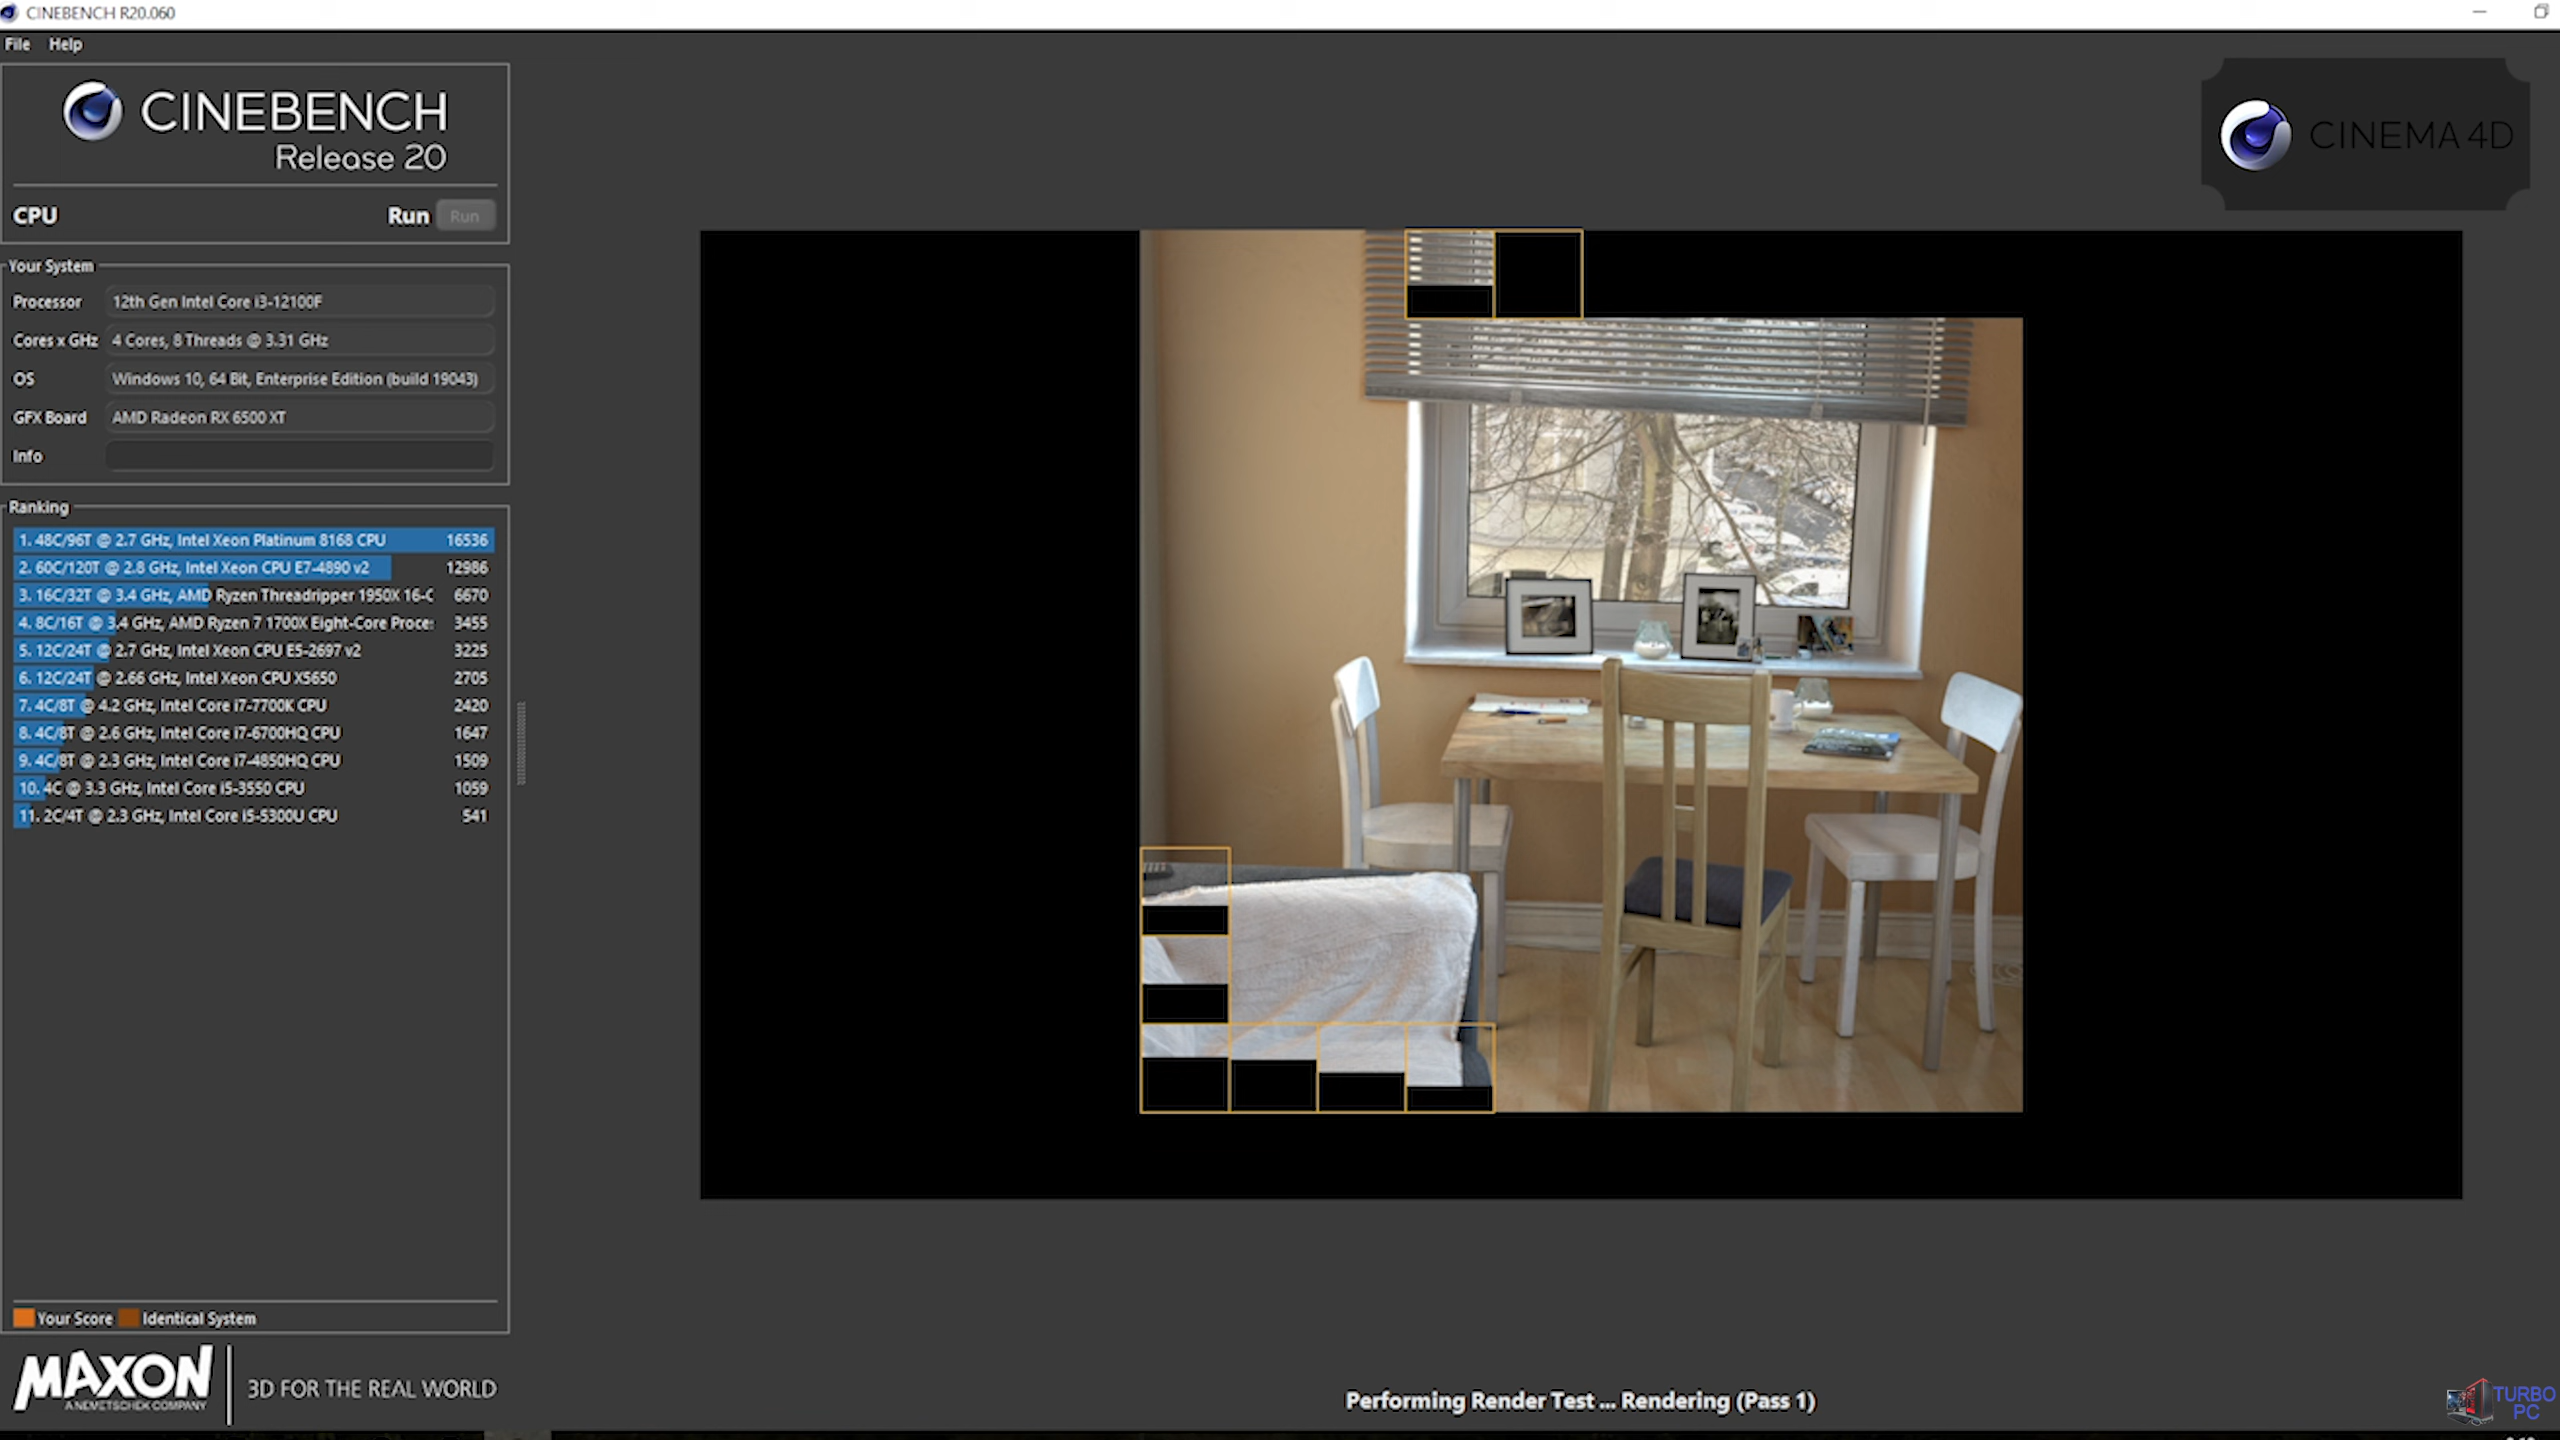 CINEBENCH R20.060
File Help
CINEBENCH
Release 20
CINEMA 4D
CPU Run Run
Your System
Processor 12th Gen Intel Core i3-12100F
Cores x GHz 4 Cores, 8 Threads @ 3.31 GHz
OS Windows 10, 64 Bit, Enterprise Edition (build 19043)
GFX Board AMD Radeon RX 6500 XT
Info
Ranking
1. 48C/96T @ 2.7 GHz, Intel Xeon Platinum 8168 CPU 16536
2. 60C/120T @ 2.8 GHz, Intel Xeon CPU E7-4890 v2 12986
3. 16C/32T @ 3.4 GHz, AMD Ryzen Threadripper 1950X 16-C 6670
4. 8C/16T @ 3.4 GHz, AMD Ryzen 7 1700X Eight-Core Proce: 3455
5. 12C/24T @ 2.7 GHz, Intel Xeon CPU E5-2697 v2 3225
6. 12C/24T @ 2.66 GHz, Intel Xeon CPU X5650 2705
7. 4C/8T @ 4.2 GHz, Intel Core i7-7700K CPU 2420
8. 4C/8T @ 2.6 GHz, Intel Core i7-6700HQ CPU 1647
9. 4C/8T @ 2.3 GHz, Intel Core i7-4850HQ CPU 1509
10. 4C @ 3.3 GHz, Intel Core i5-3550 CPU 1059
11. 2C/4T @ 2.3 GHz, Intel Core i5-5300U CPU 541
Your Score Identical System
MAXON
A NEMETSCHEK COMPANY
3D FOR THE REAL WORLD
Performing Render Test ... Rendering (Pass 1)
TURBO
PC